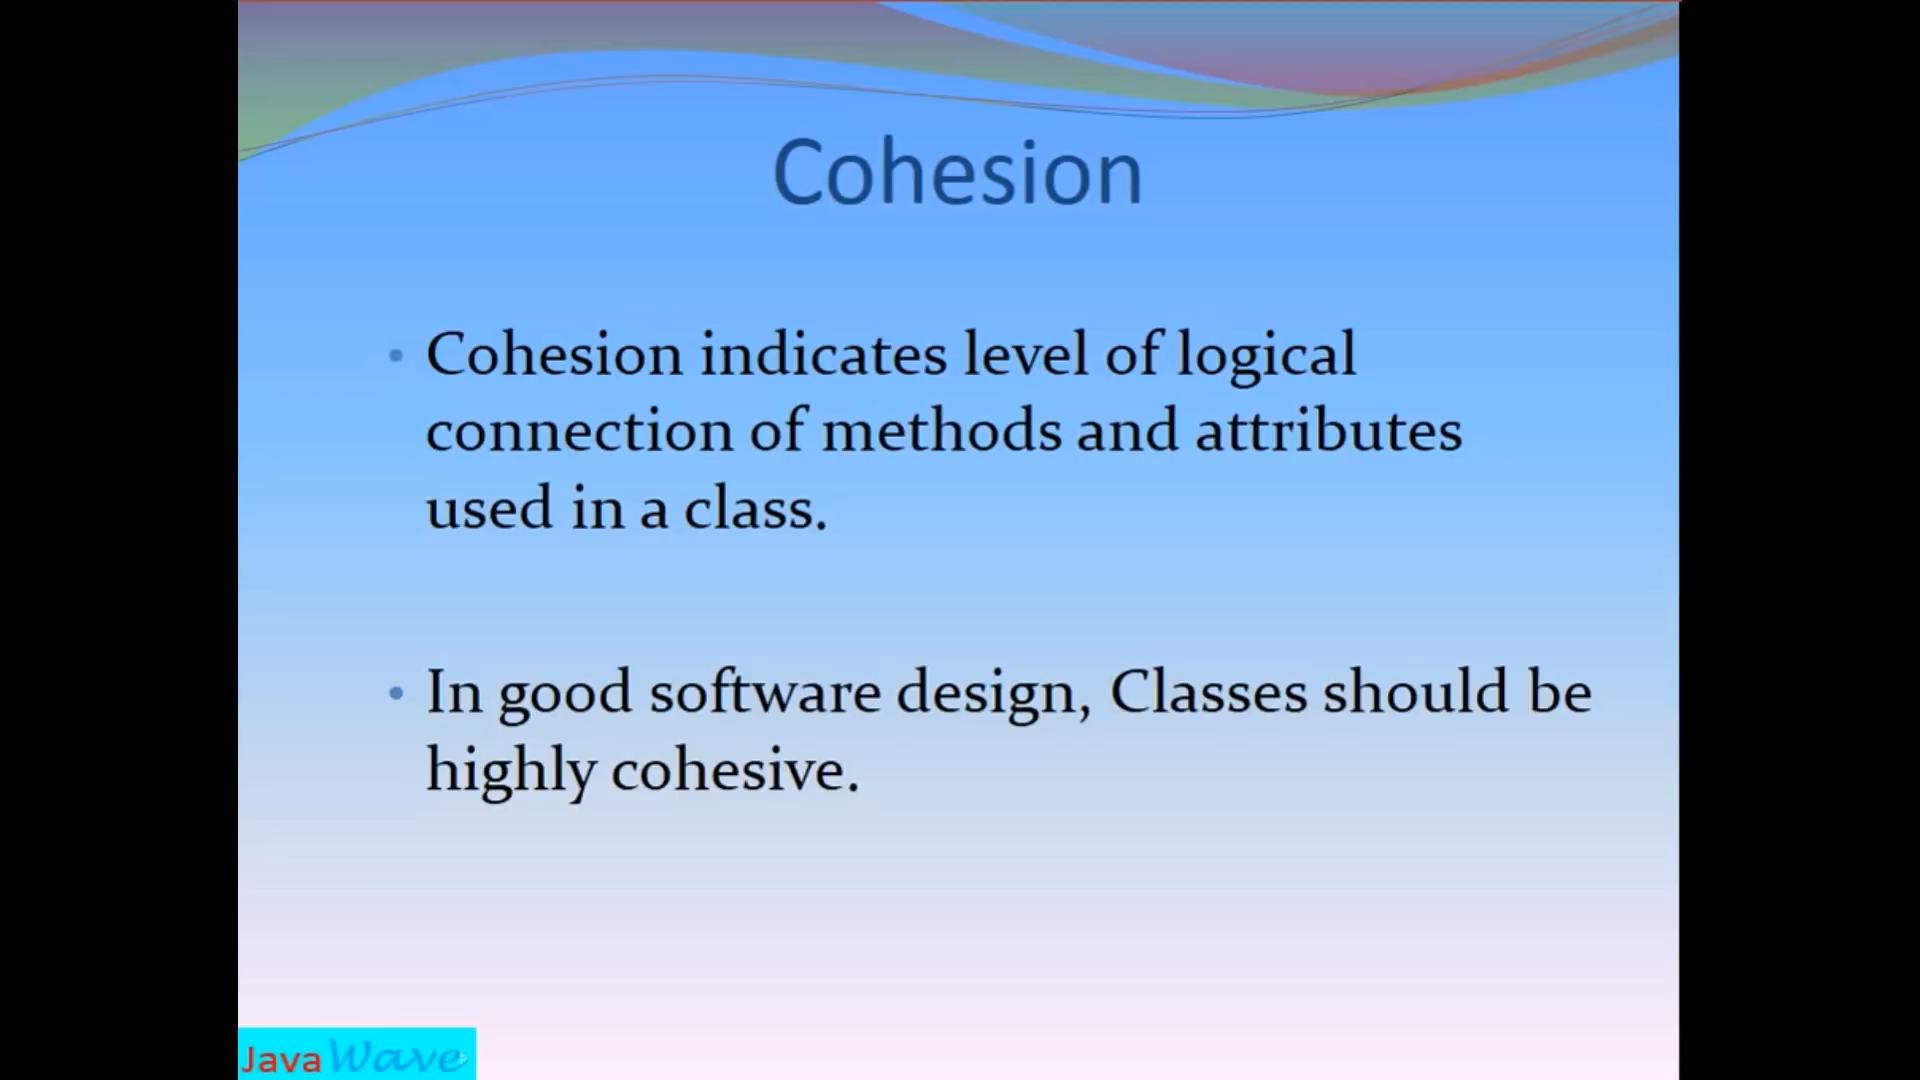 Cohesion
• Cohesion indicates level of logical
connection of methods and attributes
used in a class.
• In good software design, Classes should be
highly cohesive.
Java Wave